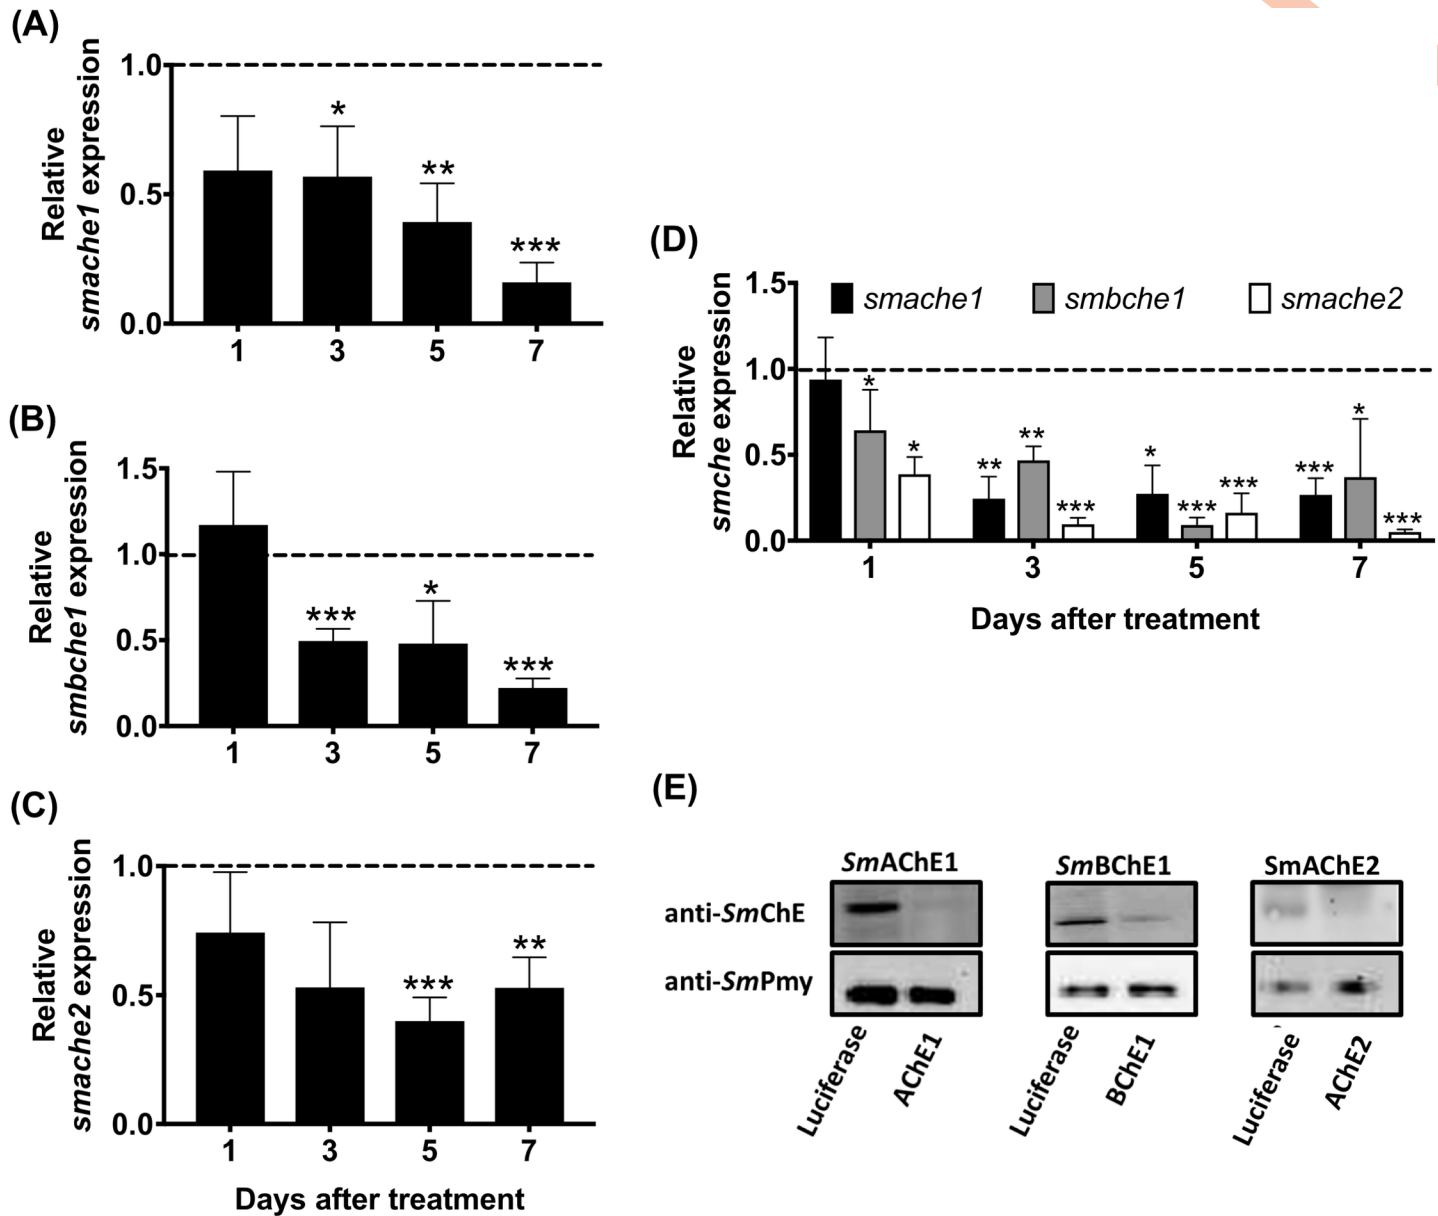 (A)
Relative
smache1 expression
1.0
0.5
0.0
*
**
***
1 3 5 7
(B)
Relative
smbche1 expression
1.5
1.0
0.5
0.0
***
*
***
1 3 5 7
(C)
Relative
smache2 expression
1.0
0.5
0.0
***
**
1 3 5 7
Days after treatment
(D)
Relative
smche expression
1.5
1.0
0.5
0.0
smache1 smbche1 smache2
* * ** ** *** * *** *** *** * ***
1 3 5 7
Days after treatment
(E)
SmAChE1 SmBChE1 SmAChE2
anti-SmChE
anti-SmPmy
Luciferase AChE1 Luciferase BChE1 Luciferase AChE2